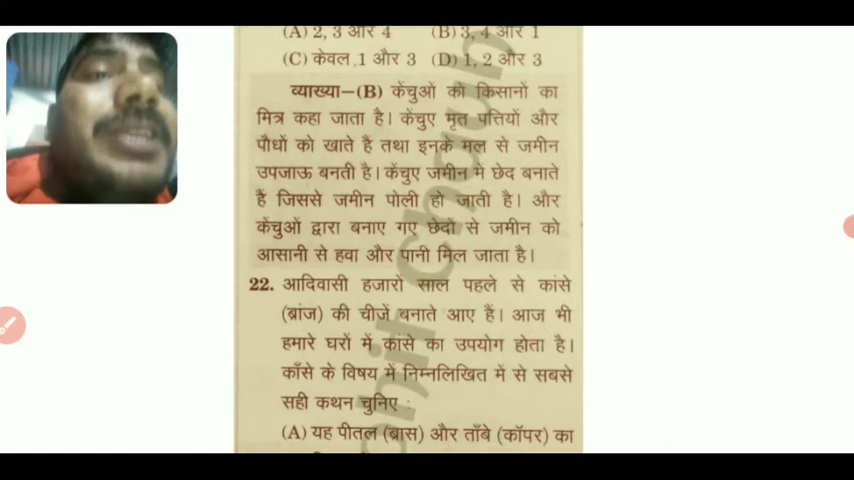 (A) 2, 3 और 4 (B) 3, 4 और 1
(C) केवल 1 और 3 (D) 1, 2 और 3
व्याख्या–(B) केंचुओं को किसानों का
मित्र कहा जाता है। केंचुए मृत पत्तियों और
पौधों को खाते हैं तथा इनके मल से जमीन
उपजाऊ बनती है। केंचुए जमीन में छेद बनाते
हैं जिससे जमीन पोली हो जाती है। और
केंचुओं द्वारा बनाए गए छेदों से जमीन को
आसानी से हवा और पानी मिल जाता है।
22. आदिवासी हजारों साल पहले से कांसे
(ब्रांज) की चीजें बनाते आए हैं। आज भी
हमारे घरों में कांसे का उपयोग होता है।
काँसे के विषय में निम्नलिखित में से सबसे
सही कथन चुनिए :
(A) यह पीतल (ब्रास) और ताँबे (कॉपर) का